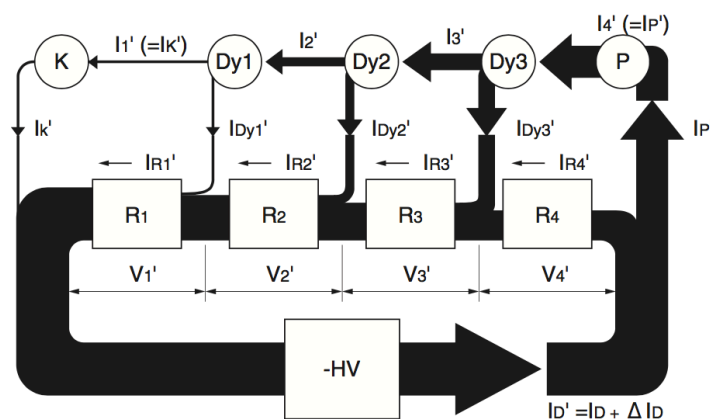 I4' (=IP')
I1' (=IK')
I2'
I3'
K
Dy1
Dy2
Dy3
P
Ik'
IDy1'
IDy2'
IDy3'
IP
IR1'
IR2'
IR3'
IR4'
R1
R2
R3
R4
V1'
V2'
V3'
V4'
-HV
ID' =ID + Δ ID